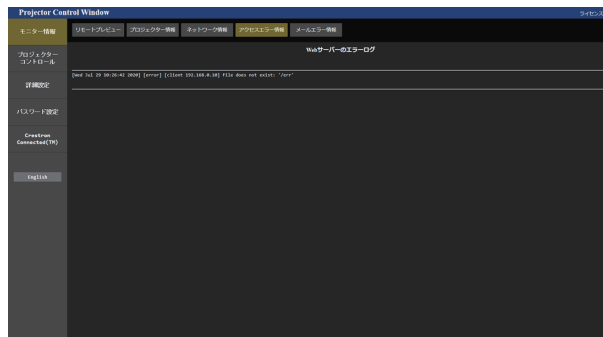 Projector Control Window
ライセンス
モニター情報
リモートプレビュー プロジェクター情報 ネットワーク情報 アクセスエラー情報 メールエラー情報
Webサーバーのエラーログ
プロジェクター
コントロール
[Wed Jul 29 10:26:42 2020] [error] [client 192.168.0.10] File does not exist: '/err'
詳細設定
パスワード設定
Crestron
Connected(TM)
English